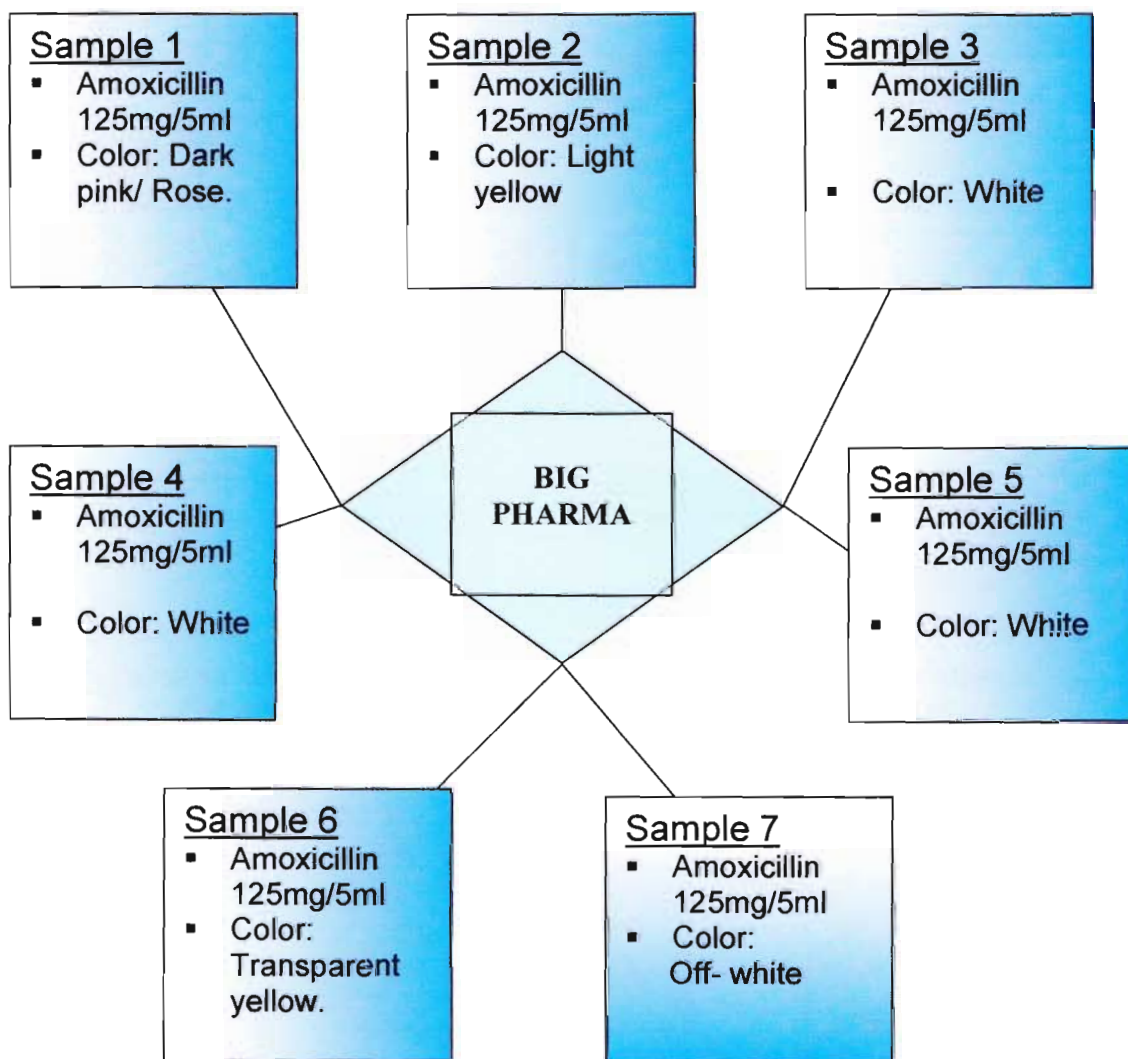 Sample 1
▪ Amoxicillin
125mg/5ml
▪ Color: Dark
pink/ Rose.
Sample 2
▪ Amoxicillin
125mg/5ml
▪ Color: Light
yellow
Sample 3
▪ Amoxicillin
125mg/5ml
▪ Color: White
BIG
PHARMA
Sample 4
▪ Amoxicillin
125mg/5ml
▪ Color: White
Sample 5
▪ Amoxicillin
125mg/5ml
▪ Color: White
Sample 6
▪ Amoxicillin
125mg/5ml
▪ Color:
Transparent
yellow.
Sample 7
▪ Amoxicillin
125mg/5ml
▪ Color:
Off- white